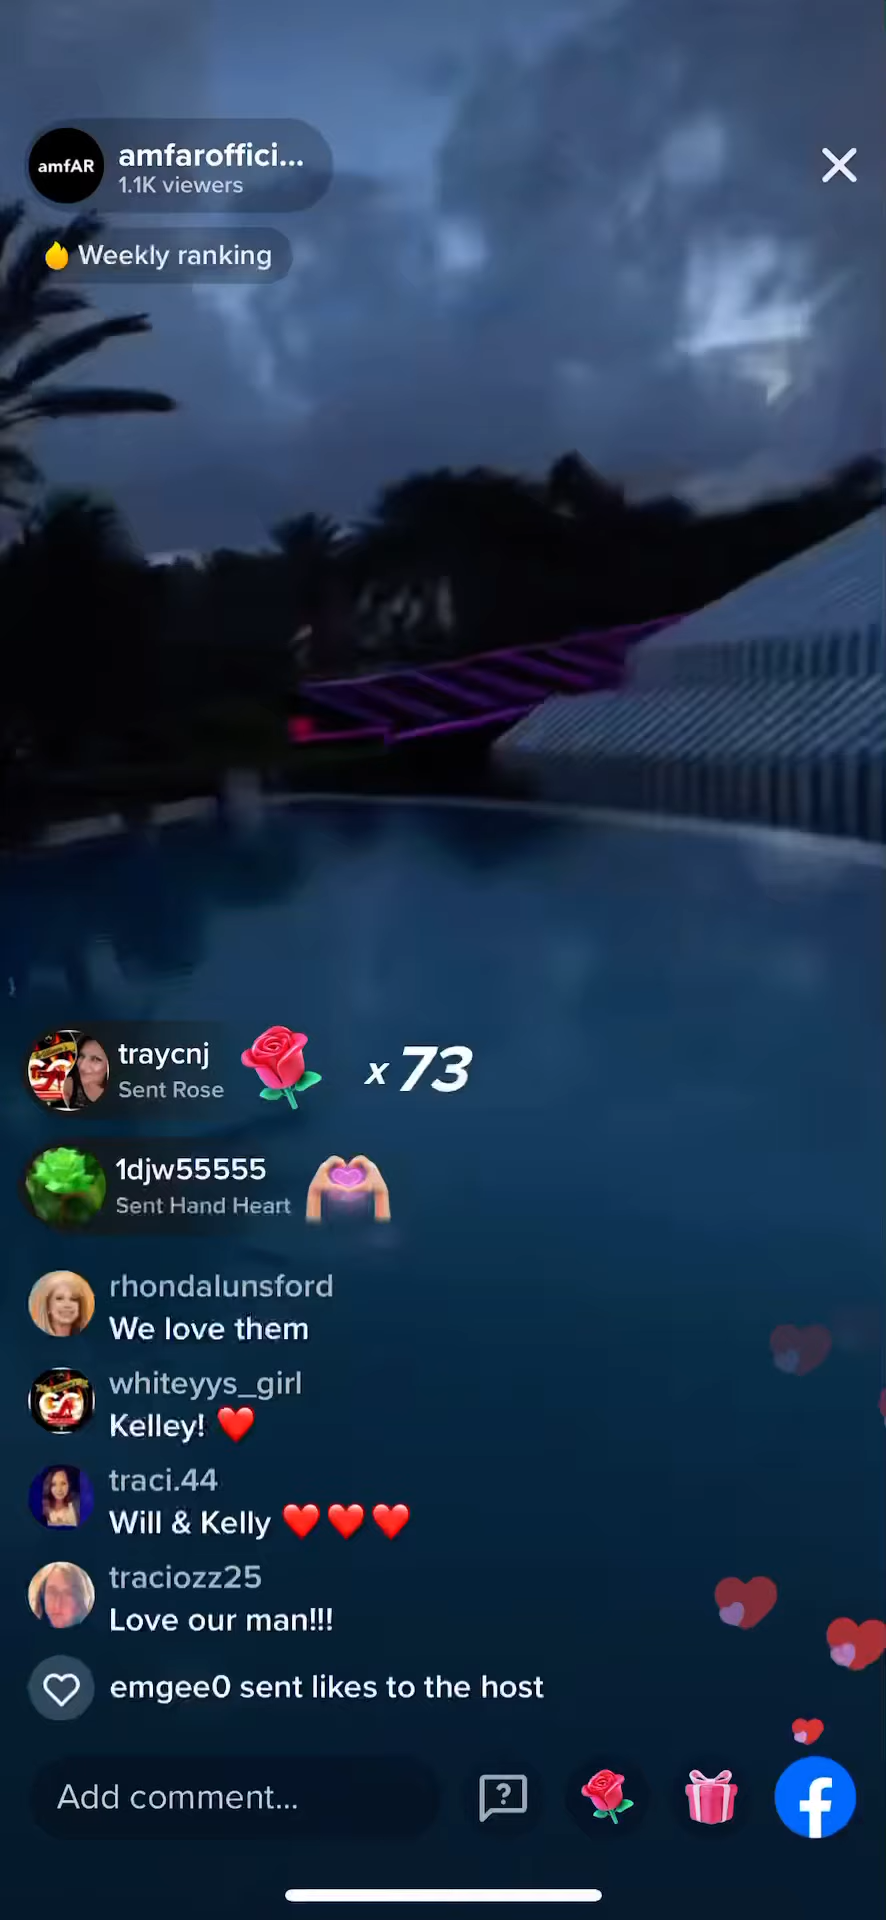 amfAR
amfaroffici...
1.1K viewers
Weekly ranking
traycnj
Sent Rose
x 73
1djw55555
Sent Hand Heart
rhondalunsford
We love them
whiteyys_girl
Kelley! ❤️
traci.44
Will & Kelly ❤️❤️❤️
traciozz25
Love our man!!!
emgee0 sent likes to the host
Add comment...